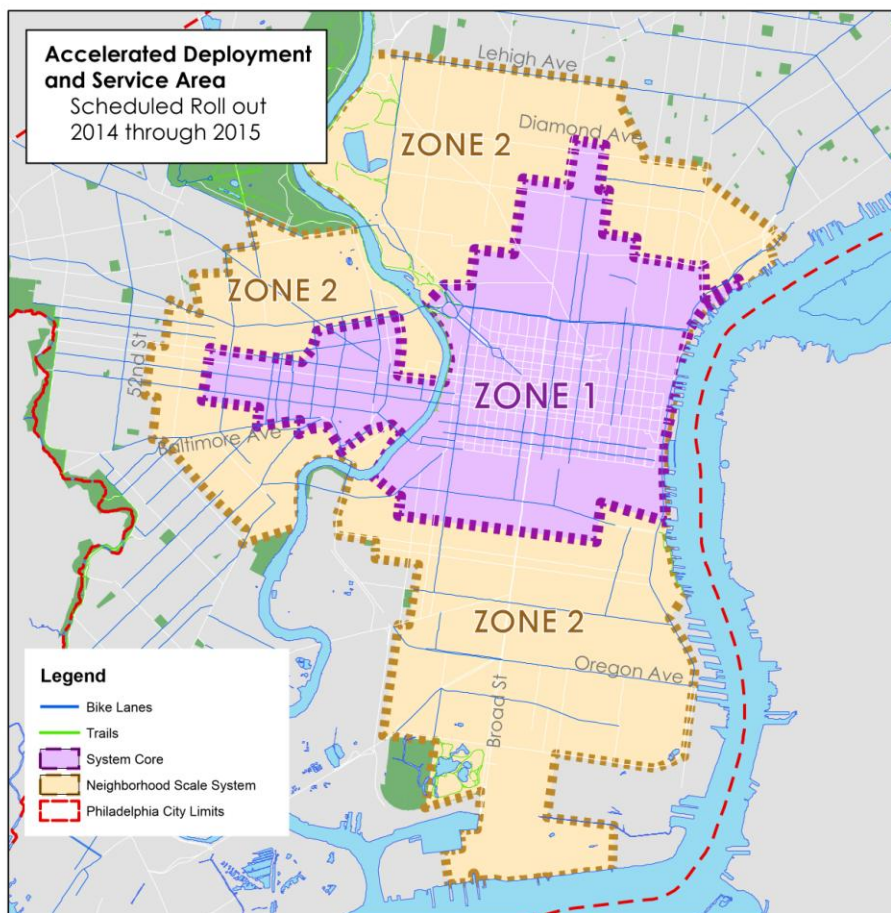 Accelerated Deployment
and Service Area
Scheduled Roll out
2014 through 2015
Lehigh Ave
Diamond Ave
ZONE 2
ZONE 2
52nd St
ZONE 1
Baltimore Ave
ZONE 2
Oregon Ave
Broad St
Legend
Bike Lanes
Trails
System Core
Neighborhood Scale System
Philadelphia City Limits